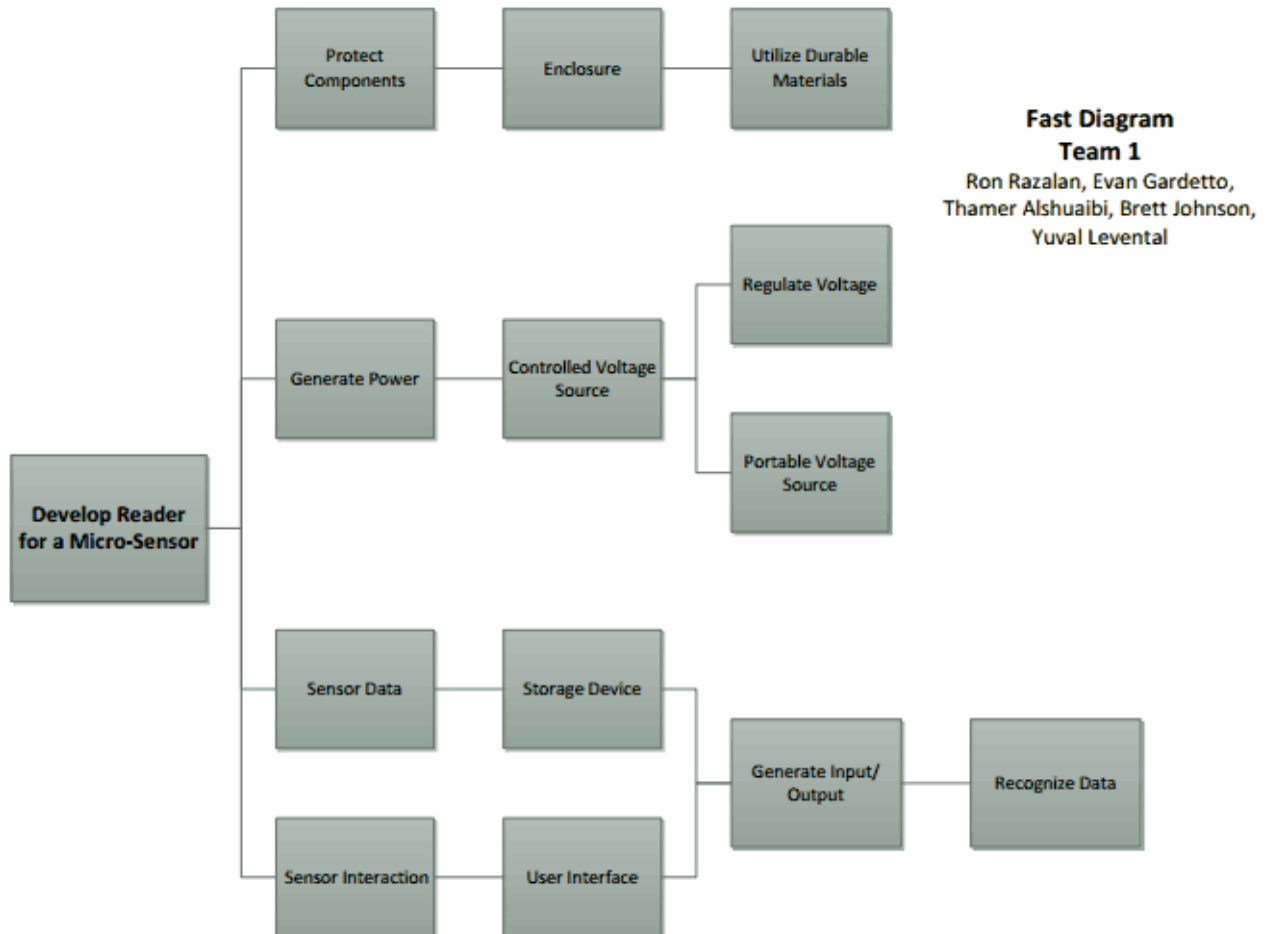 Protect
Components
Enclosure
Utilize Durable
Materials
Fast Diagram
Team 1
Ron Razalan, Evan Gardetto,
Thamer Alshuaibi, Brett Johnson,
Yuval Levental
Regulate Voltage
Generate Power
Controlled Voltage
Source
Portable Voltage
Source
Develop Reader
for a Micro-Sensor
Sensor Data
Storage Device
Generate Input/
Output
Recognize Data
Sensor Interaction
User Interface